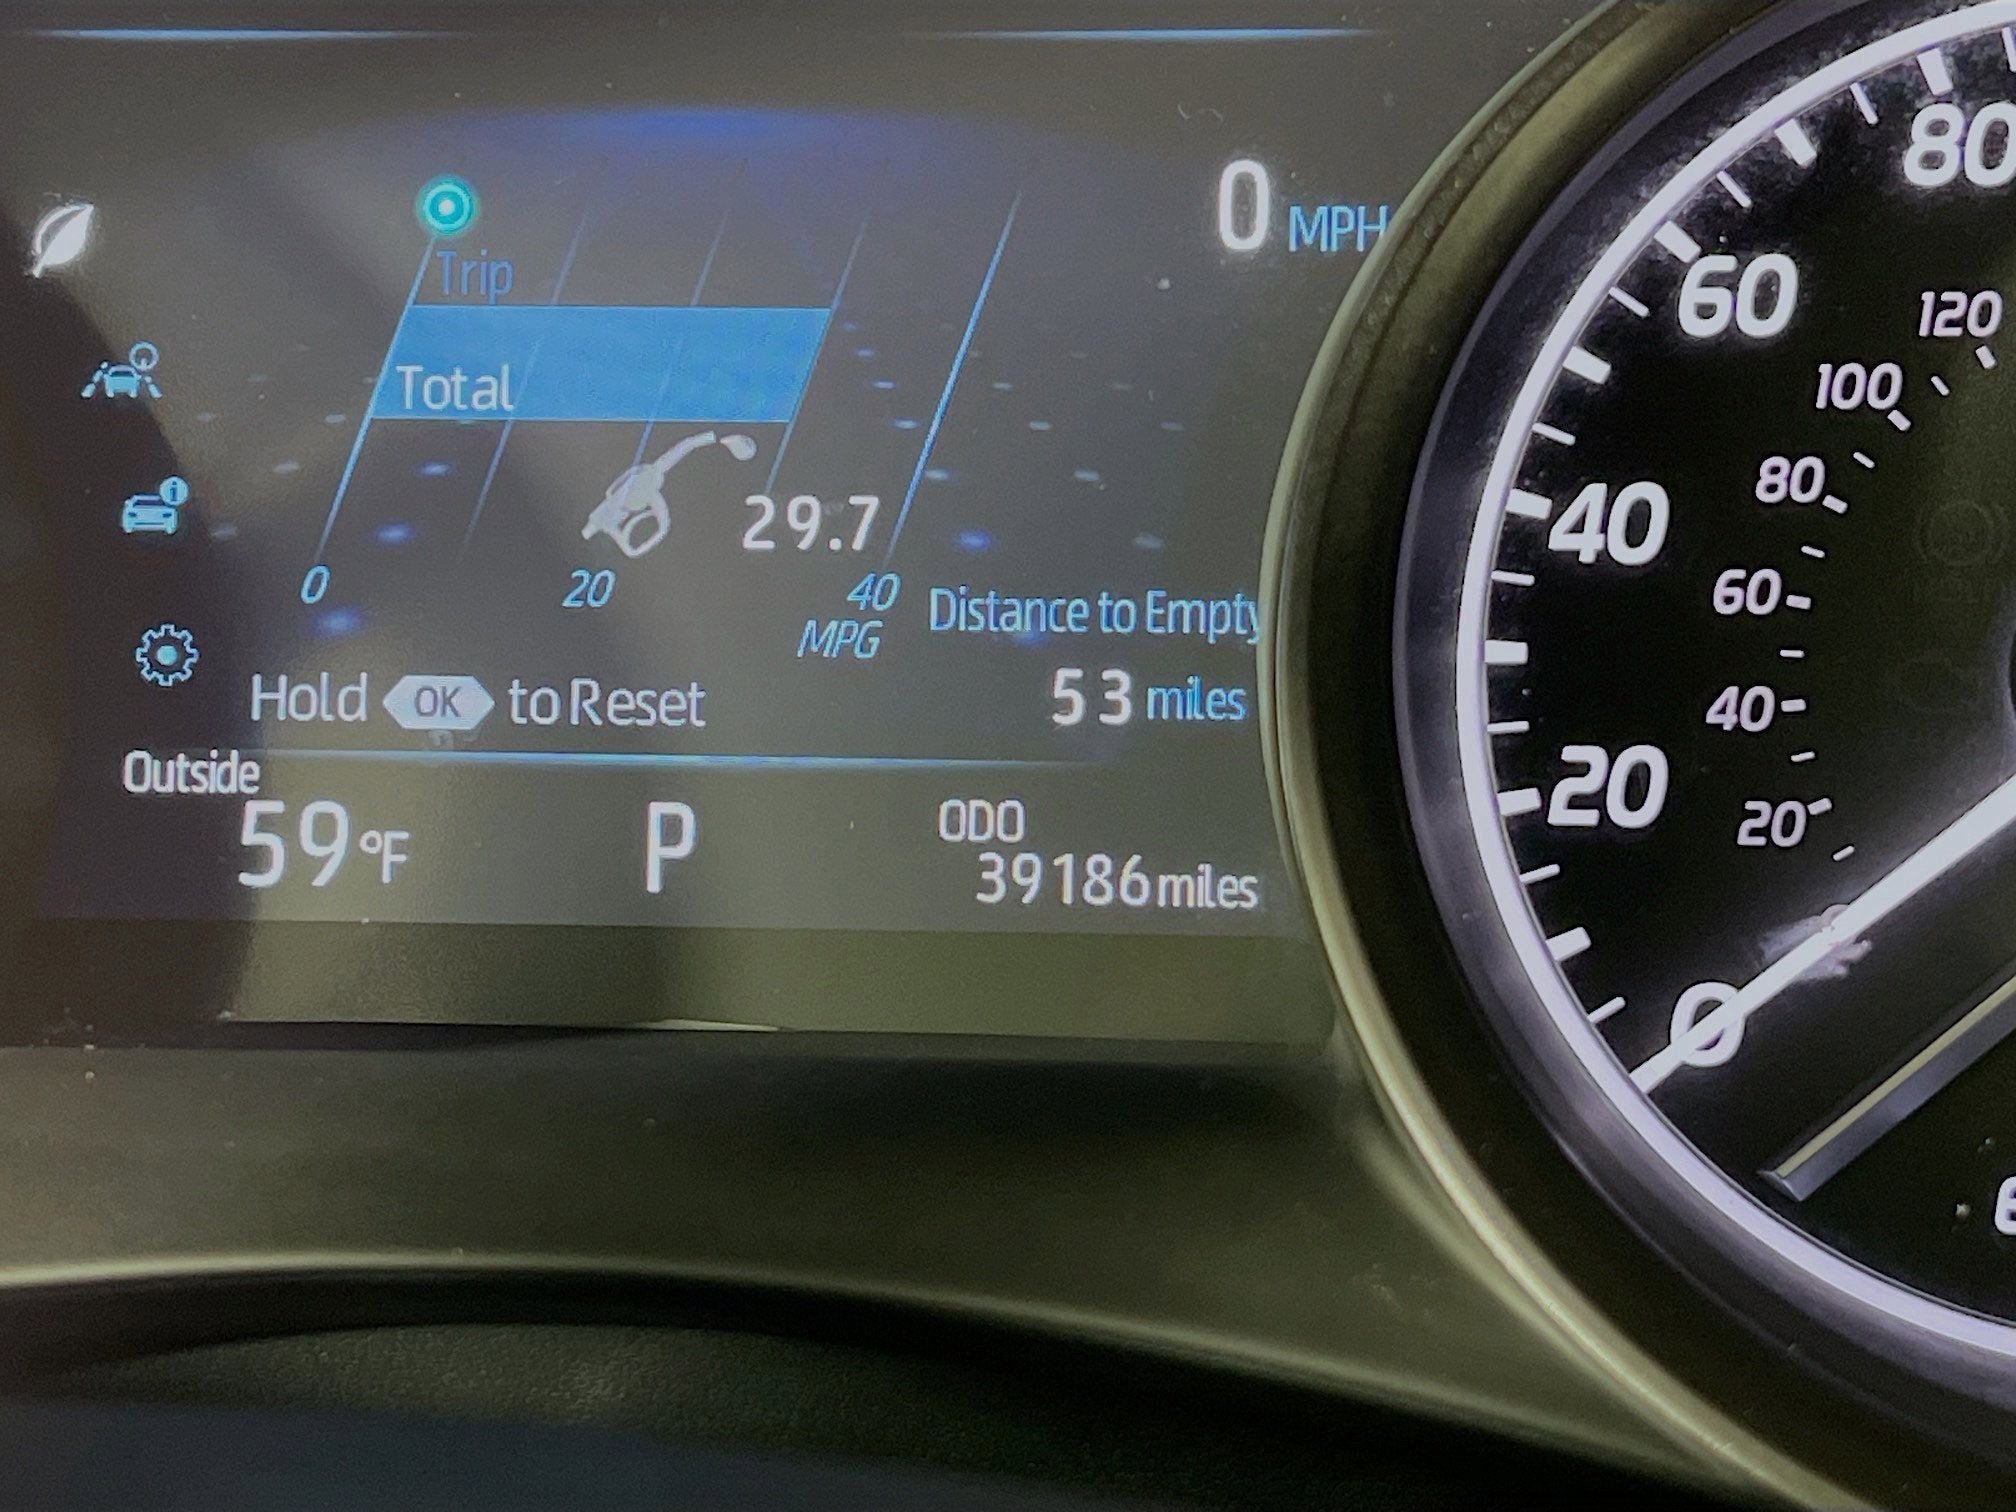 0 MPH
Trip
Total
29.7
0 20 40
MPG
Distance to Empty
53 miles
Hold OK to Reset
Outside
59 °F
P
ODO
39186 miles
80
60
40
20
0
120
100
80
60
40
20